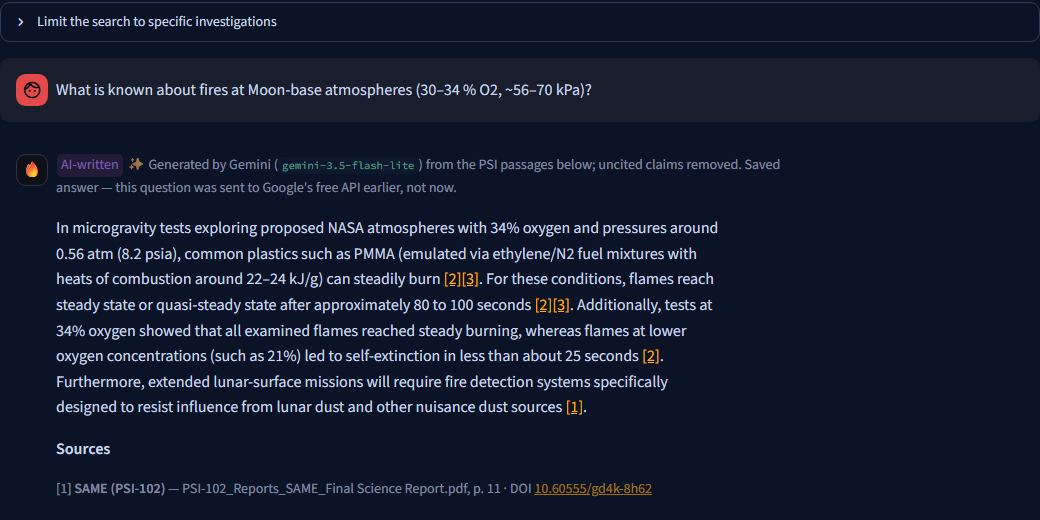 Limit the search to specific investigations
What is known about fires at Moon-base atmospheres (30–34 % O2, ~56–70 kPa)?
AI-written ✨ Generated by Gemini ( gemini-3.5-flash-lite ) from the PSI passages below; uncited claims removed. Saved
answer — this question was sent to Google's free API earlier, not now.
In microgravity tests exploring proposed NASA atmospheres with 34% oxygen and pressures around
0.56 atm (8.2 psia), common plastics such as PMMA (emulated via ethylene/N2 fuel mixtures with
heats of combustion around 22–24 kJ/g) can steadily burn [2][3]. For these conditions, flames reach
steady state or quasi-steady state after approximately 80 to 100 seconds [2][3]. Additionally, tests at
34% oxygen showed that all examined flames reached steady burning, whereas flames at lower
oxygen concentrations (such as 21%) led to self-extinction in less than about 25 seconds [2].
Furthermore, extended lunar-surface missions will require fire detection systems specifically
designed to resist influence from lunar dust and other nuisance dust sources [1].
Sources
[1] SAME (PSI-102) — PSI-102_Reports_SAME_Final Science Report.pdf, p. 11 · DOI 10.60555/gd4k-8h62